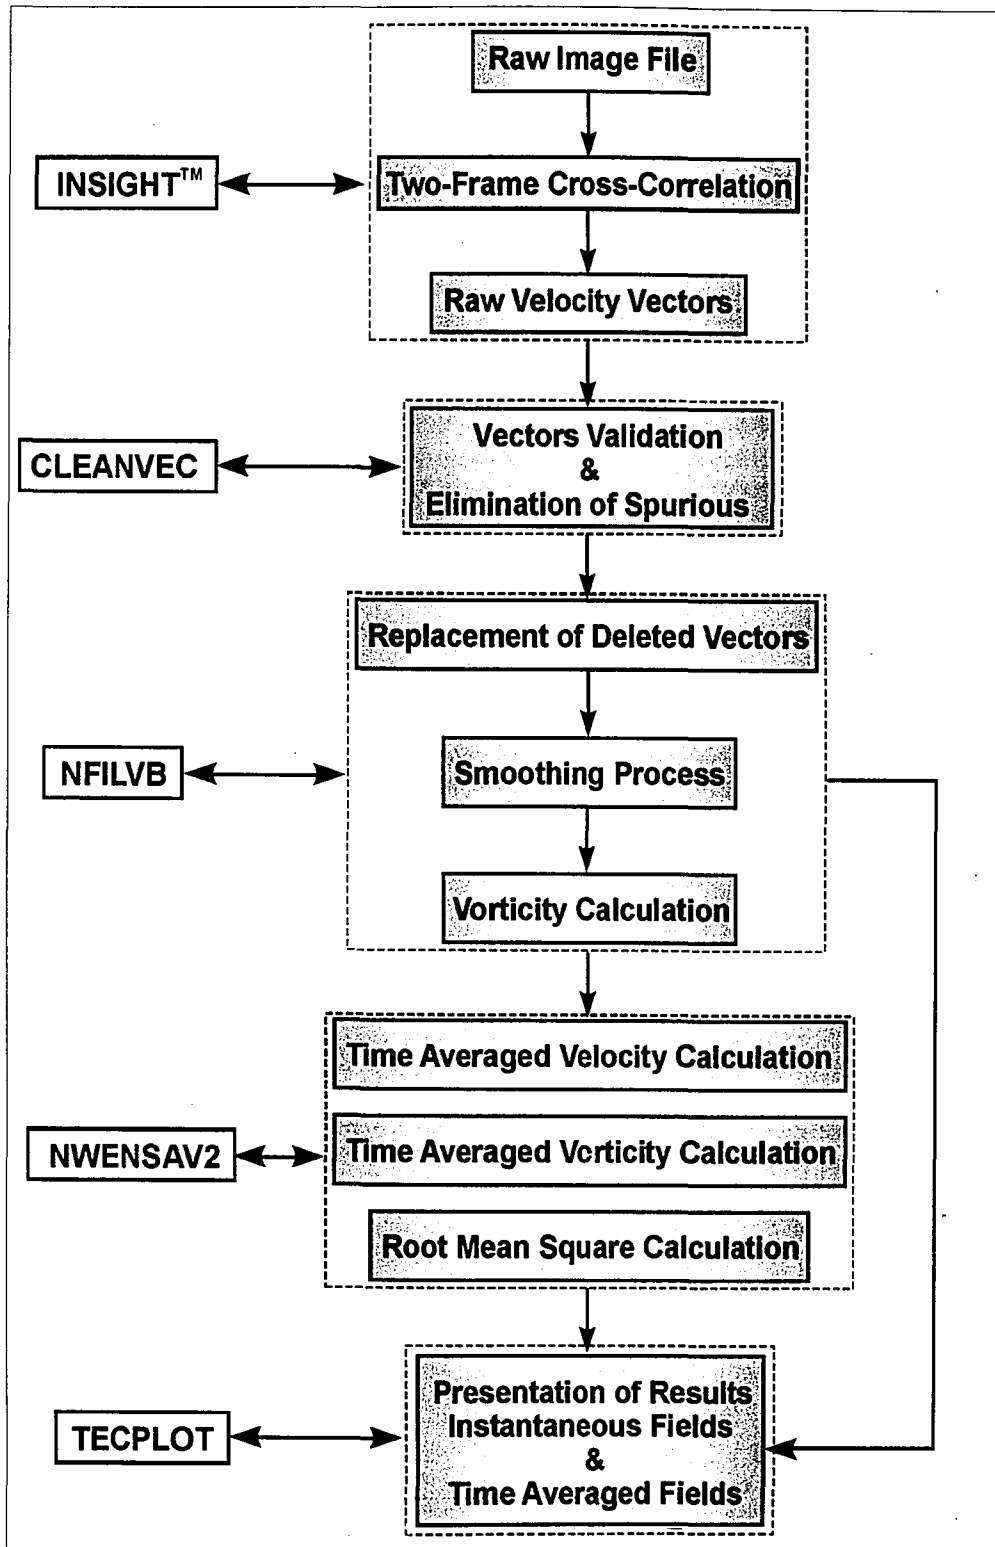 Raw Image File
INSIGHT™
Two-Frame Cross-Correlation
Raw Velocity Vectors
CLEANVEC
Vectors Validation
&
Elimination of Spurious
Replacement of Deleted Vectors
NFILVB
Smoothing Process
Vorticity Calculation
Time Averaged Velocity Calculation
NWENSAV2
Time Averaged Vorticity Calculation
Root Mean Square Calculation
TECPLOT
Presentation of Results
Instantaneous Fields
&
Time Averaged Fields